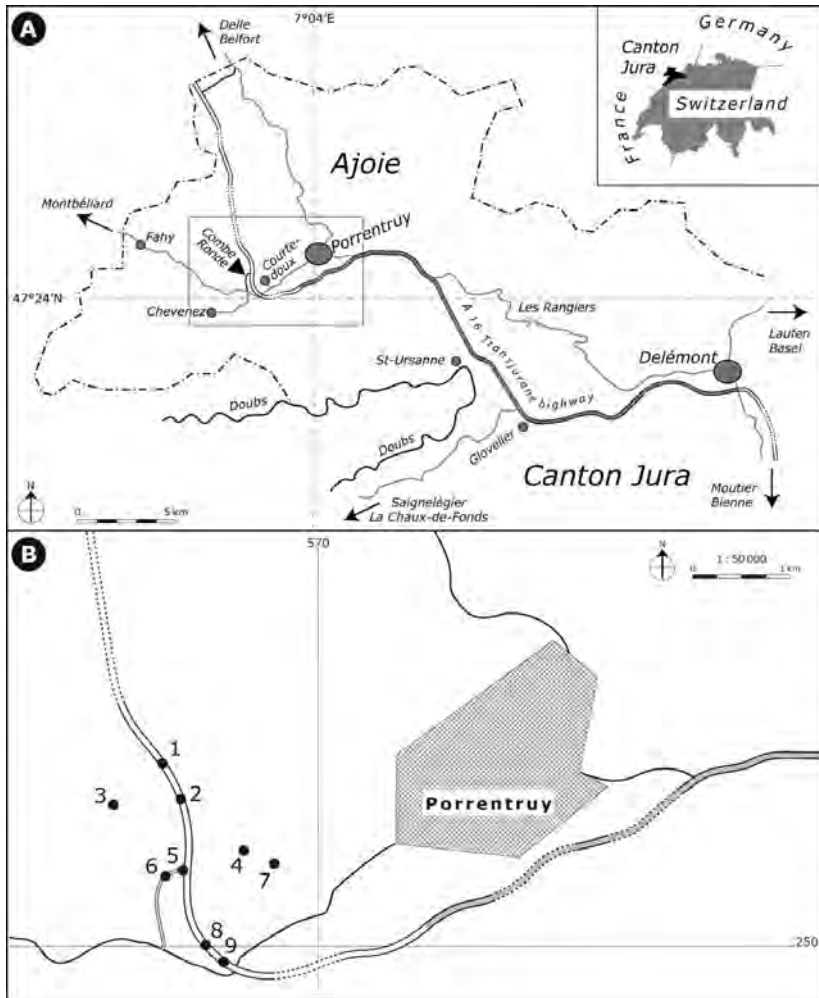 A
7°04′E
Delle
Belfort
Germany
Canton
Jura
France
Switzerland
Ajoie
Montbéliard
Fahy
Combe
Ronde
Courte-
doux
Porrentruy
47°24′N
Chevenez
Les Rangiers
Laufen
Basel
St-Ursanne
A 16 Transjurane highway
Delémont
Doubs
Doubs
Glovelier
Canton Jura
Moutier
Bienne
N
0 5 km
Saignelégier
La Chaux-de-Fonds
B
570
N
1:50 000
0 1 km
1
2
3
Porrentruy
4
5
6
7
8
9
250